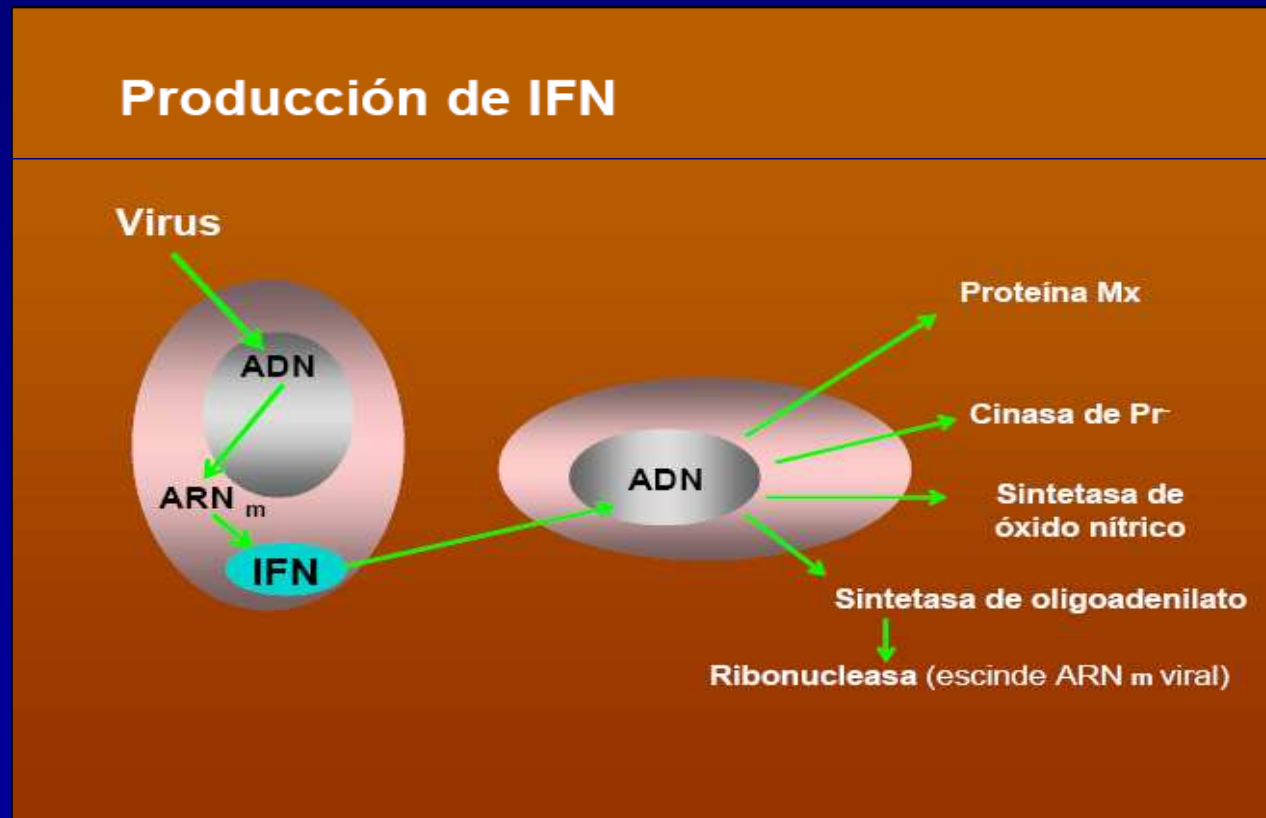 Producción de IFN
Virus
ADN
ARN m
IFN
ADN
Proteína Mx
Cinasa de Pr-
Sintetasa de
óxido nítrico
Sintetasa de oligoadenilato
Ribonucleasa (escinde ARN m viral)